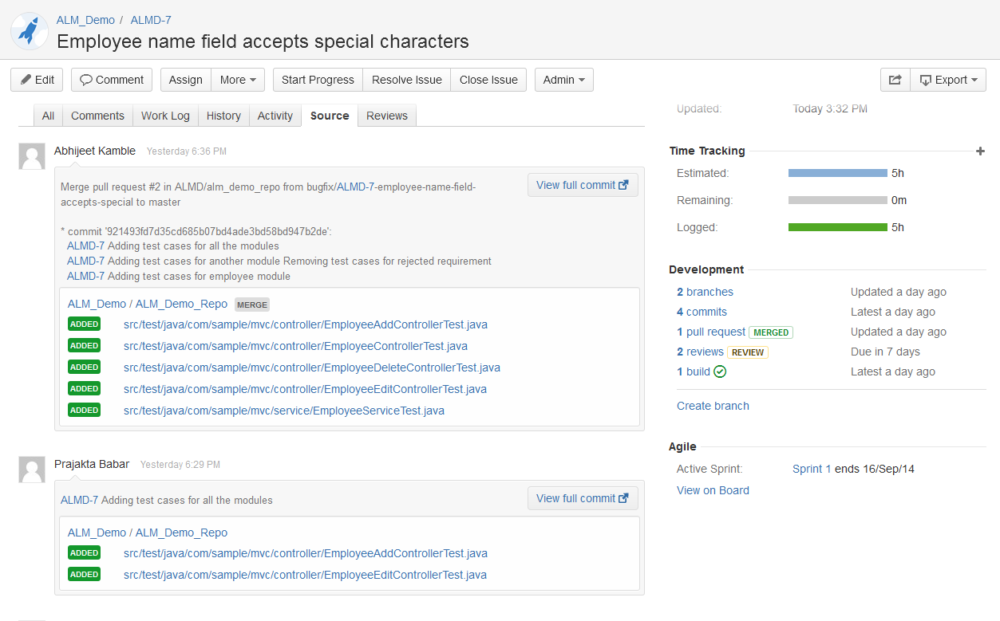 ALM_Demo / ALMD-7
Employee name field accepts special characters
Edit Comment Assign More Start Progress Resolve Issue Close Issue Admin Export
All Comments Work Log History Activity Source Reviews
Abhijeet Kamble Yesterday 6:36 PM
Merge pull request #2 in ALMD/alm_demo_repo from bugfix/ALMD-7-employee-name-field-
accepts-special to master
View full commit
* commit '921493fd7d35cd685b07bd4ade3bd58bd947b2de':
ALMD-7 Adding test cases for all the modules
ALMD-7 Adding test cases for another module Removing test cases for rejected requirement
ALMD-7 Adding test cases for employee module
ALM_Demo / ALM_Demo_Repo MERGE
ADDED src/test/java/com/sample/mvc/controller/EmployeeAddControllerTest.java
ADDED src/test/java/com/sample/mvc/controller/EmployeeControllerTest.java
ADDED src/test/java/com/sample/mvc/controller/EmployeeDeleteControllerTest.java
ADDED src/test/java/com/sample/mvc/controller/EmployeeEditControllerTest.java
ADDED src/test/java/com/sample/mvc/service/EmployeeServiceTest.java
Prajakta Babar Yesterday 6:29 PM
ALMD-7 Adding test cases for all the modules
View full commit
ALM_Demo / ALM_Demo_Repo
ADDED src/test/java/com/sample/mvc/controller/EmployeeAddControllerTest.java
ADDED src/test/java/com/sample/mvc/controller/EmployeeEditControllerTest.java
Updated: Today 3:32 PM
Time Tracking
Estimated: 5h
Remaining: 0m
Logged: 5h
Development
2 branches Updated a day ago
4 commits Latest a day ago
1 pull request MERGED Updated a day ago
2 reviews REVIEW Due in 7 days
1 build Latest a day ago
Create branch
Agile
Active Sprint: Sprint 1 ends 16/Sep/14
View on Board